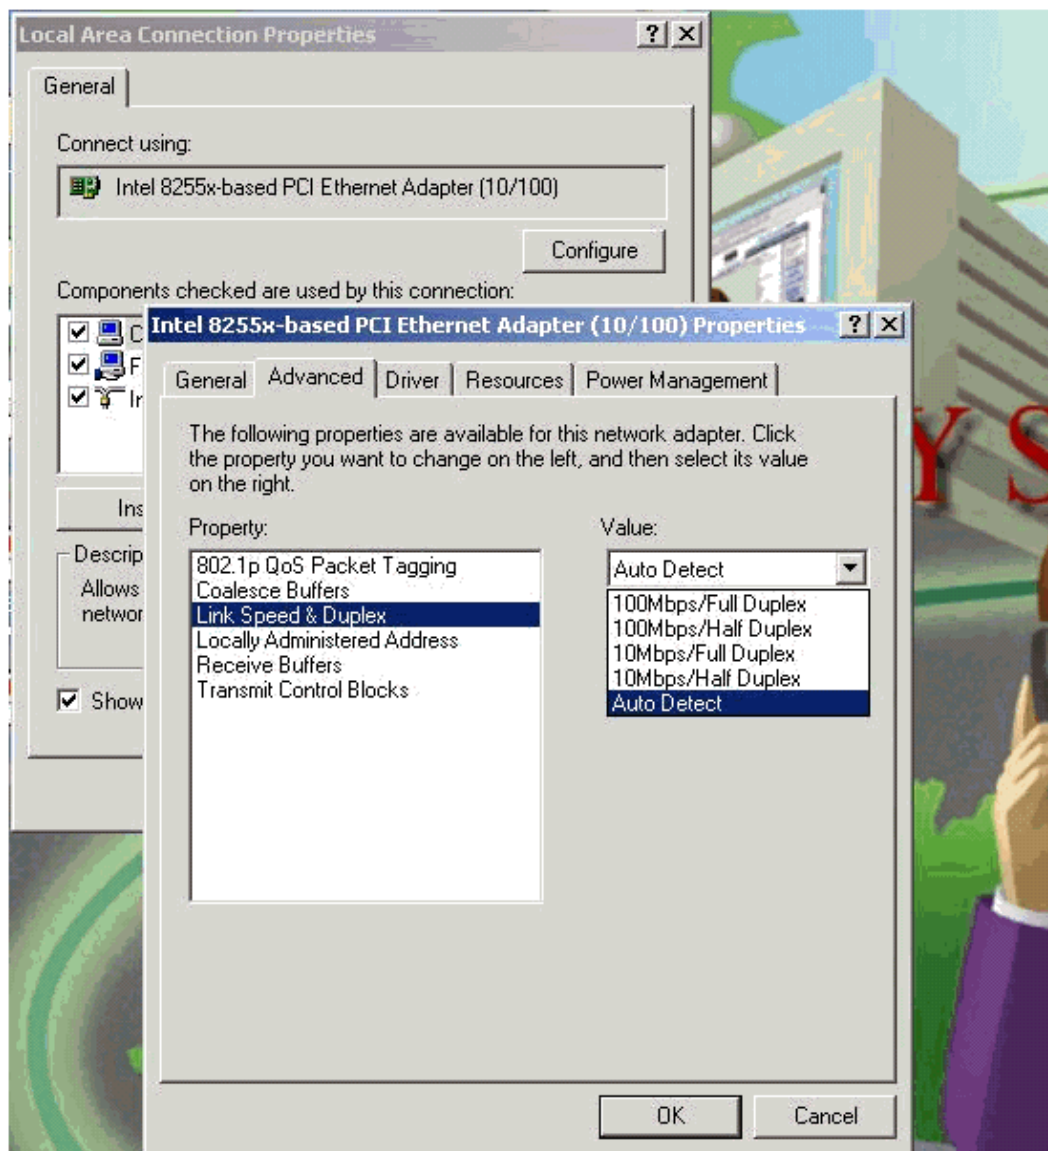 Local Area Connection Properties
General
Connect using:
Intel 8255x-based PCI Ethernet Adapter (10/100)
Configure
Components checked are used by this connection:
C
F
Intel 8255x-based PCI Ethernet Adapter (10/100) Properties
General Advanced Driver Resources Power Management
The following properties are available for this network adapter. Click
the property you want to change on the left, and then select its value
on the right.
Property:
802.1p QoS Packet Tagging
Coalesce Buffers
Link Speed & Duplex
Locally Administered Address
Receive Buffers
Transmit Control Blocks
Value:
Auto Detect
100Mbps/Full Duplex
100Mbps/Half Duplex
10Mbps/Full Duplex
10Mbps/Half Duplex
Auto Detect
Ins
Descrip
Allows
networ
Show
OK
Cancel
Y S